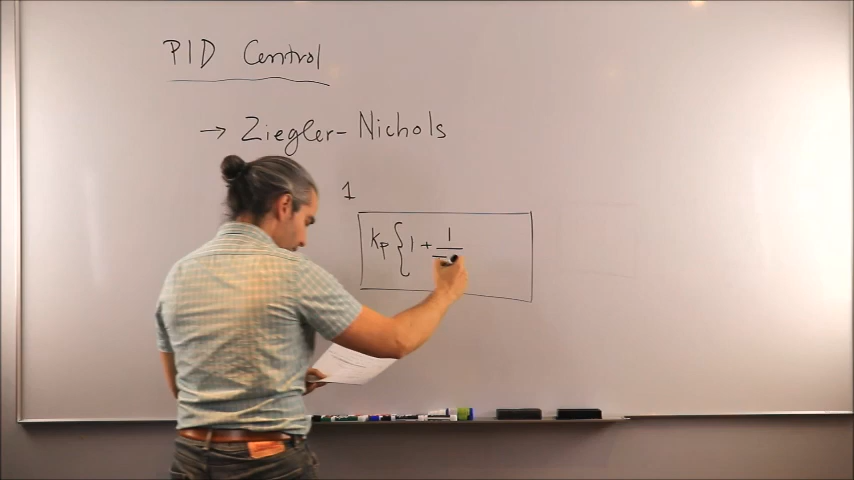 PID Control
→ Ziegler-Nichols
1
Kp { 1 + 1/